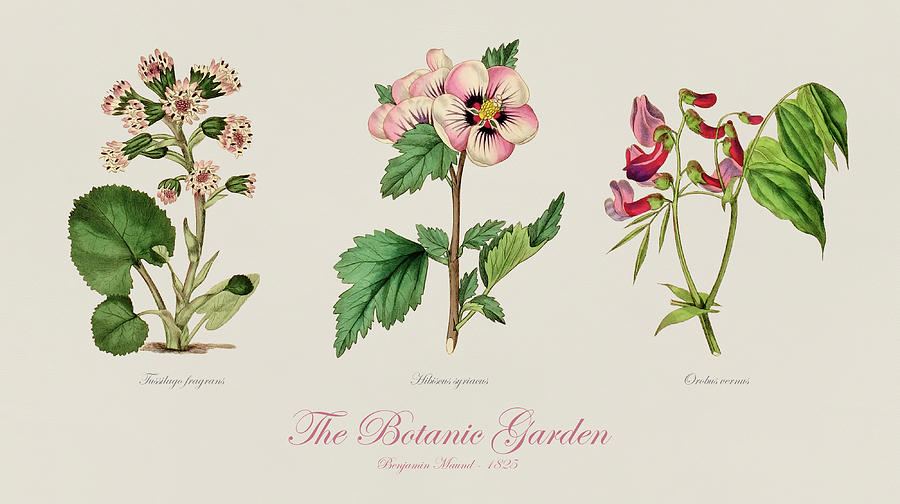 Tussilago fragrans
Hibiscus syriacus
Orobus vernus
The Botanic Garden
Benjamin Maund - 1825